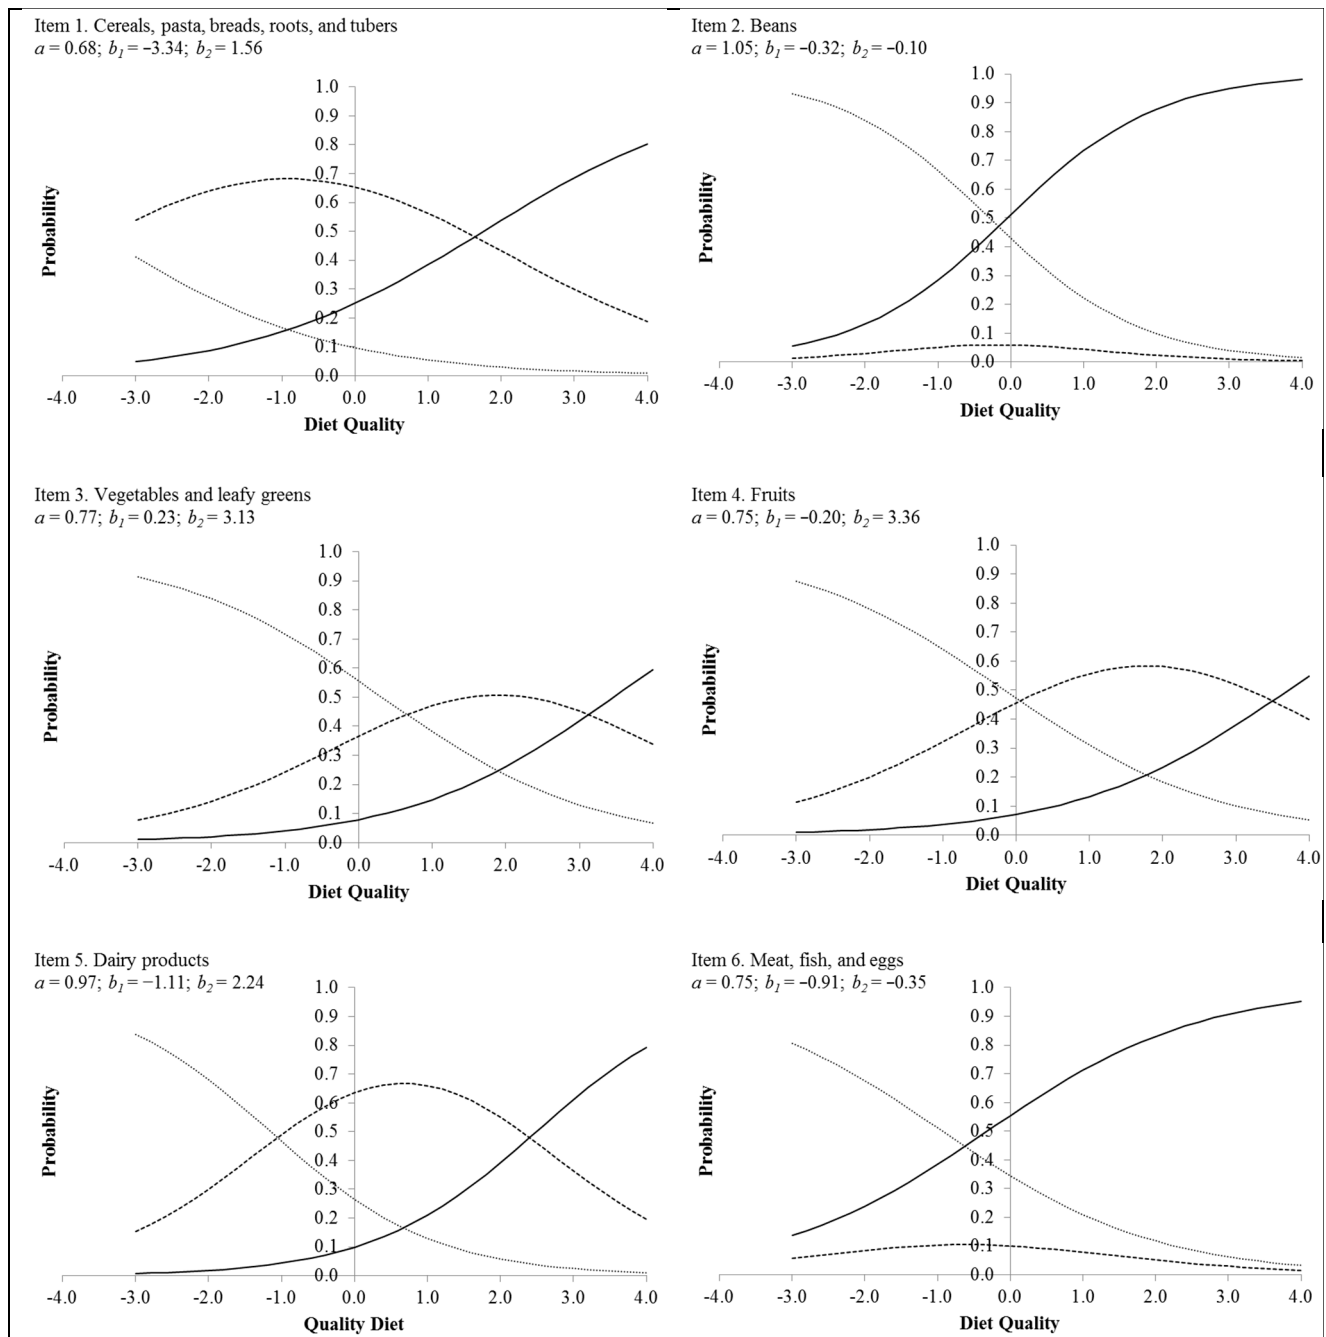 Item 1. Cereals, pasta, breads, roots, and tubers
a = 0.68; b1 = –3.34; b2 = 1.56
1.0
0.9
0.8
0.7
0.6
0.5
0.4
0.3
0.2
0.1
0.0
Probability
-4.0 -3.0 -2.0 -1.0 0.0 1.0 2.0 3.0 4.0
Diet Quality
Item 2. Beans
a = 1.05; b1 = –0.32; b2 = –0.10
1.0
0.9
0.8
0.7
0.6
0.5
0.4
0.3
0.2
0.1
0.0
Probability
-4.0 -3.0 -2.0 -1.0 0.0 1.0 2.0 3.0 4.0
Diet Quality
Item 3. Vegetables and leafy greens
a = 0.77; b1 = 0.23; b2 = 3.13
1.0
0.9
0.8
0.7
0.6
0.5
0.4
0.3
0.2
0.1
0.0
Probability
-4.0 -3.0 -2.0 -1.0 0.0 1.0 2.0 3.0 4.0
Diet Quality
Item 4. Fruits
a = 0.75; b1 = –0.20; b2 = 3.36
1.0
0.9
0.8
0.7
0.6
0.5
0.4
0.3
0.2
0.1
0.0
Probability
-4.0 -3.0 -2.0 -1.0 0.0 1.0 2.0 3.0 4.0
Diet Quality
Item 5. Dairy products
a = 0.97; b1 = −1.11; b2 = 2.24
1.0
0.9
0.8
0.7
0.6
0.5
0.4
0.3
0.2
0.1
0.0
Probability
-4.0 -3.0 -2.0 -1.0 0.0 1.0 2.0 3.0 4.0
Quality Diet
Item 6. Meat, fish, and eggs
a = 0.75; b1 = –0.91; b2 = –0.35
1.0
0.9
0.8
0.7
0.6
0.5
0.4
0.3
0.2
0.1
0.0
Probability
-4.0 -3.0 -2.0 -1.0 0.0 1.0 2.0 3.0 4.0
Diet Quality